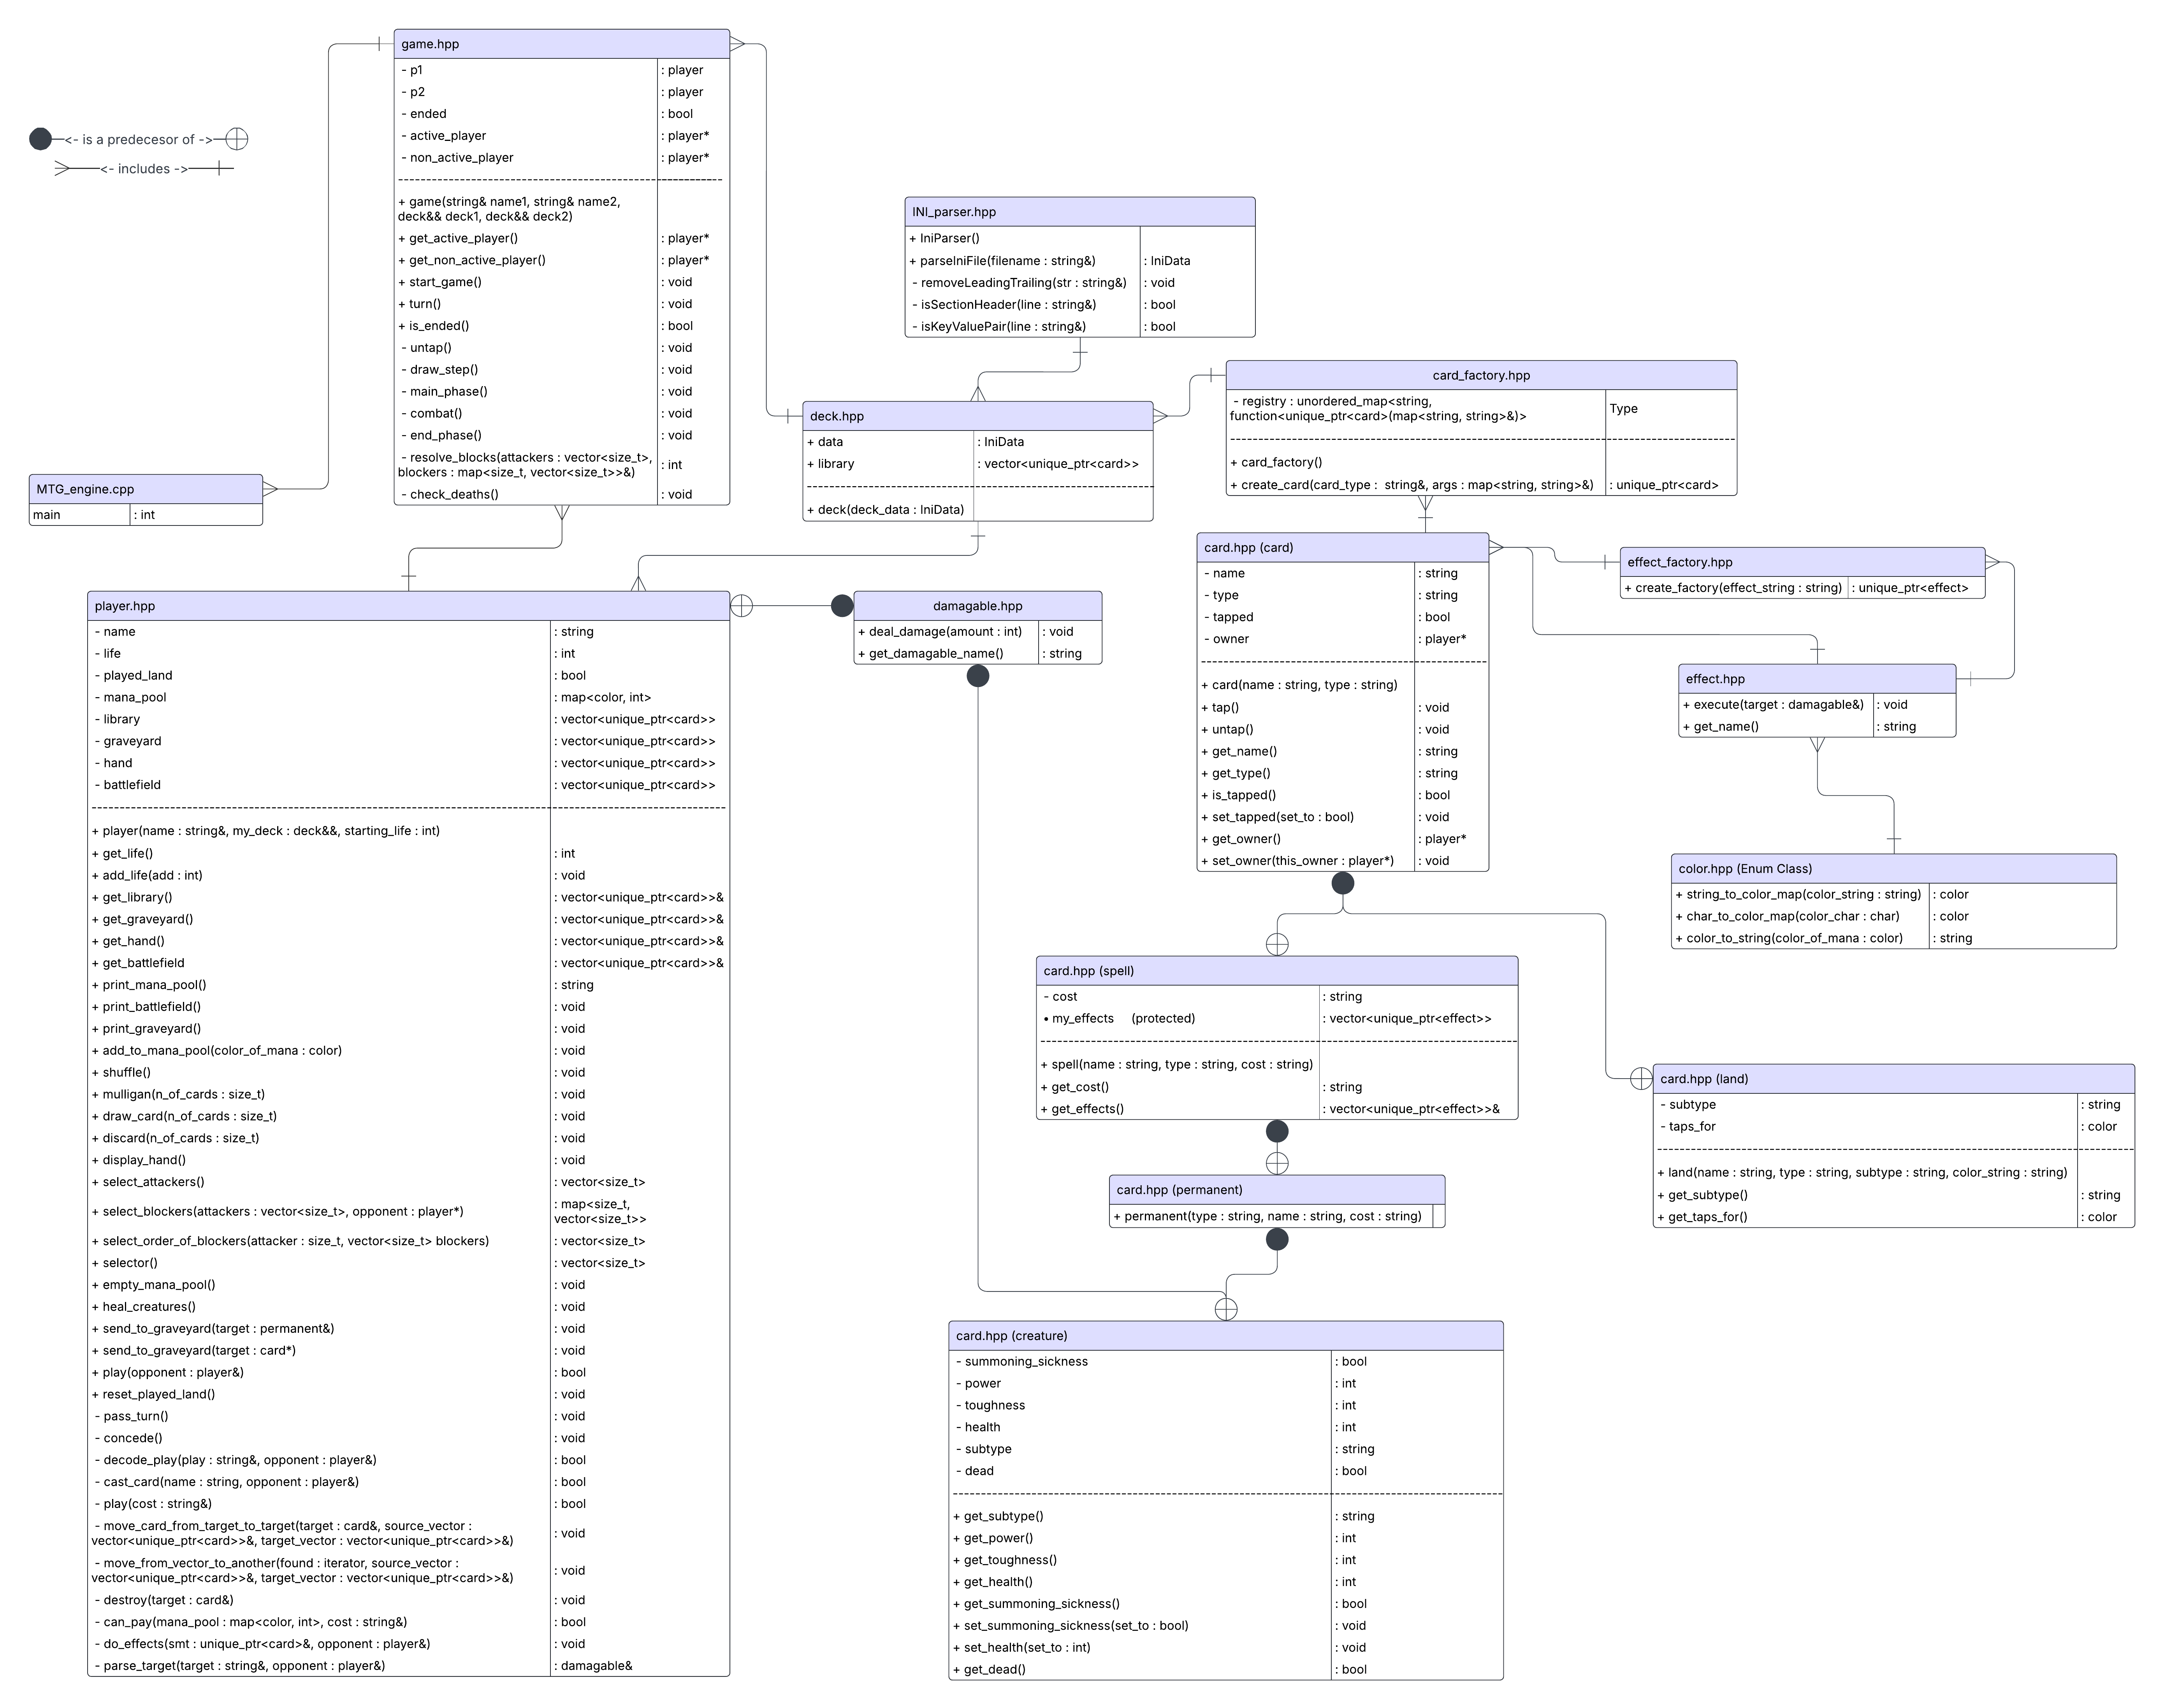 game.hpp
- p1 : player
- p2 : player
- ended : bool
- active_player : player*
- non_active_player : player*
+ game(string& name1, string& name2,
deck&& deck1, deck&& deck2)
+ get_active_player() : player*
+ get_non_active_player() : player*
+ start_game() : void
+ turn() : void
+ is_ended() : bool
- untap() : void
- draw_step() : void
- main_phase() : void
- combat() : void
- end_phase() : void
- resolve_blocks(attackers : vector<size_t>,
blockers : map<size_t, vector<size_t>>&) : int
- check_deaths() : void
<- is a predecesor of ->
<- includes ->
INI_parser.hpp
+ IniParser()
+ parseIniFile(filename : string&) : IniData
- removeLeadingTrailing(str : string&) : void
- isSectionHeader(line : string&) : bool
- isKeyValuePair(line : string&) : bool
card_factory.hpp
- registry : unordered_map<string,
function<unique_ptr<card>(map<string, string>&)> Type
+ card_factory()
+ create_card(card_type :  string&, args : map<string, string>&) : unique_ptr<card>
deck.hpp
+ data : IniData
+ library : vector<unique_ptr<card>>
+ deck(deck_data : IniData)
MTG_engine.cpp
main : int
card.hpp (card)
- name : string
- type : string
- tapped : bool
- owner : player*
+ card(name : string, type : string)
+ tap() : void
+ untap() : void
+ get_name() : string
+ get_type() : string
+ is_tapped() : bool
+ set_tapped(set_to : bool) : void
+ get_owner() : player*
+ set_owner(this_owner : player*) : void
effect_factory.hpp
+ create_factory(effect_string : string) : unique_ptr<effect>
player.hpp
- name : string
- life : int
- played_land : bool
- mana_pool : map<color, int>
- library : vector<unique_ptr<card>>
- graveyard : vector<unique_ptr<card>>
- hand : vector<unique_ptr<card>>
- battlefield : vector<unique_ptr<card>>
+ player(name : string&, my_deck : deck&&, starting_life : int)
+ get_life() : int
+ add_life(add : int) : void
+ get_library() : vector<unique_ptr<card>>&
+ get_graveyard() : vector<unique_ptr<card>>&
+ get_hand() : vector<unique_ptr<card>>&
+ get_battlefield : vector<unique_ptr<card>>&
+ print_mana_pool() : string
+ print_battlefield() : void
+ print_graveyard() : void
+ add_to_mana_pool(color_of_mana : color) : void
+ shuffle() : void
+ mulligan(n_of_cards : size_t) : void
+ draw_card(n_of_cards : size_t) : void
+ discard(n_of_cards : size_t) : void
+ display_hand() : void
+ select_attackers() : vector<size_t>
+ select_blockers(attackers : vector<size_t>, opponent : player*) : map<size_t,
vector<size_t>>
+ select_order_of_blockers(attacker : size_t, vector<size_t> blockers) : vector<size_t>
+ selector() : vector<size_t>
+ empty_mana_pool() : void
+ heal_creatures() : void
+ send_to_graveyard(target : permanent&) : void
+ send_to_graveyard(target : card*) : void
+ play(opponent : player&) : bool
+ reset_played_land() : void
- pass_turn() : void
- concede() : void
- decode_play(play : string&, opponent : player&) : bool
- cast_card(name : string, opponent : player&) : bool
- play(cost : string&) : bool
- move_card_from_target_to_target(target : card&, source_vector :
vector<unique_ptr<card>>&, target_vector : vector<unique_ptr<card>>&) : void
- move_from_vector_to_another(found : iterator, source_vector :
vector<unique_ptr<card>>&, target_vector : vector<unique_ptr<card>>&) : void
- destroy(target : card&) : void
- can_pay(mana_pool : map<color, int>, cost : string&) : bool
- do_effects(smt : unique_ptr<card>&, opponent : player&) : void
- parse_target(target : string&, opponent : player&) : damagable&
damagable.hpp
+ deal_damage(amount : int) : void
+ get_damagable_name() : string
effect.hpp
+ execute(target : damagable&) : void
+ get_name() : string
color.hpp (Enum Class)
+ string_to_color_map(color_string : string) : color
+ char_to_color_map(color_char : char) : color
+ color_to_string(color_of_mana : color) : string
card.hpp (spell)
- cost : string
• my_effects (protected) : vector<unique_ptr<effect>>
+ spell(name : string, type : string, cost : string)
+ get_cost() : string
+ get_effects() : vector<unique_ptr<effect>>&
card.hpp (land)
- subtype : string
- taps_for : color
+ land(name : string, type : string, subtype : string, color_string : string)
+ get_subtype() : string
+ get_taps_for() : color
card.hpp (permanent)
+ permanent(type : string, name : string, cost : string)
card.hpp (creature)
- summoning_sickness : bool
- power : int
- toughness : int
- health : int
- subtype : string
- dead : bool
+ get_subtype() : string
+ get_power() : int
+ get_toughness() : int
+ get_health() : int
+ get_summoning_sickness() : bool
+ set_summoning_sickness(set_to : bool) : void
+ set_health(set_to : int) : void
+ get_dead() : bool